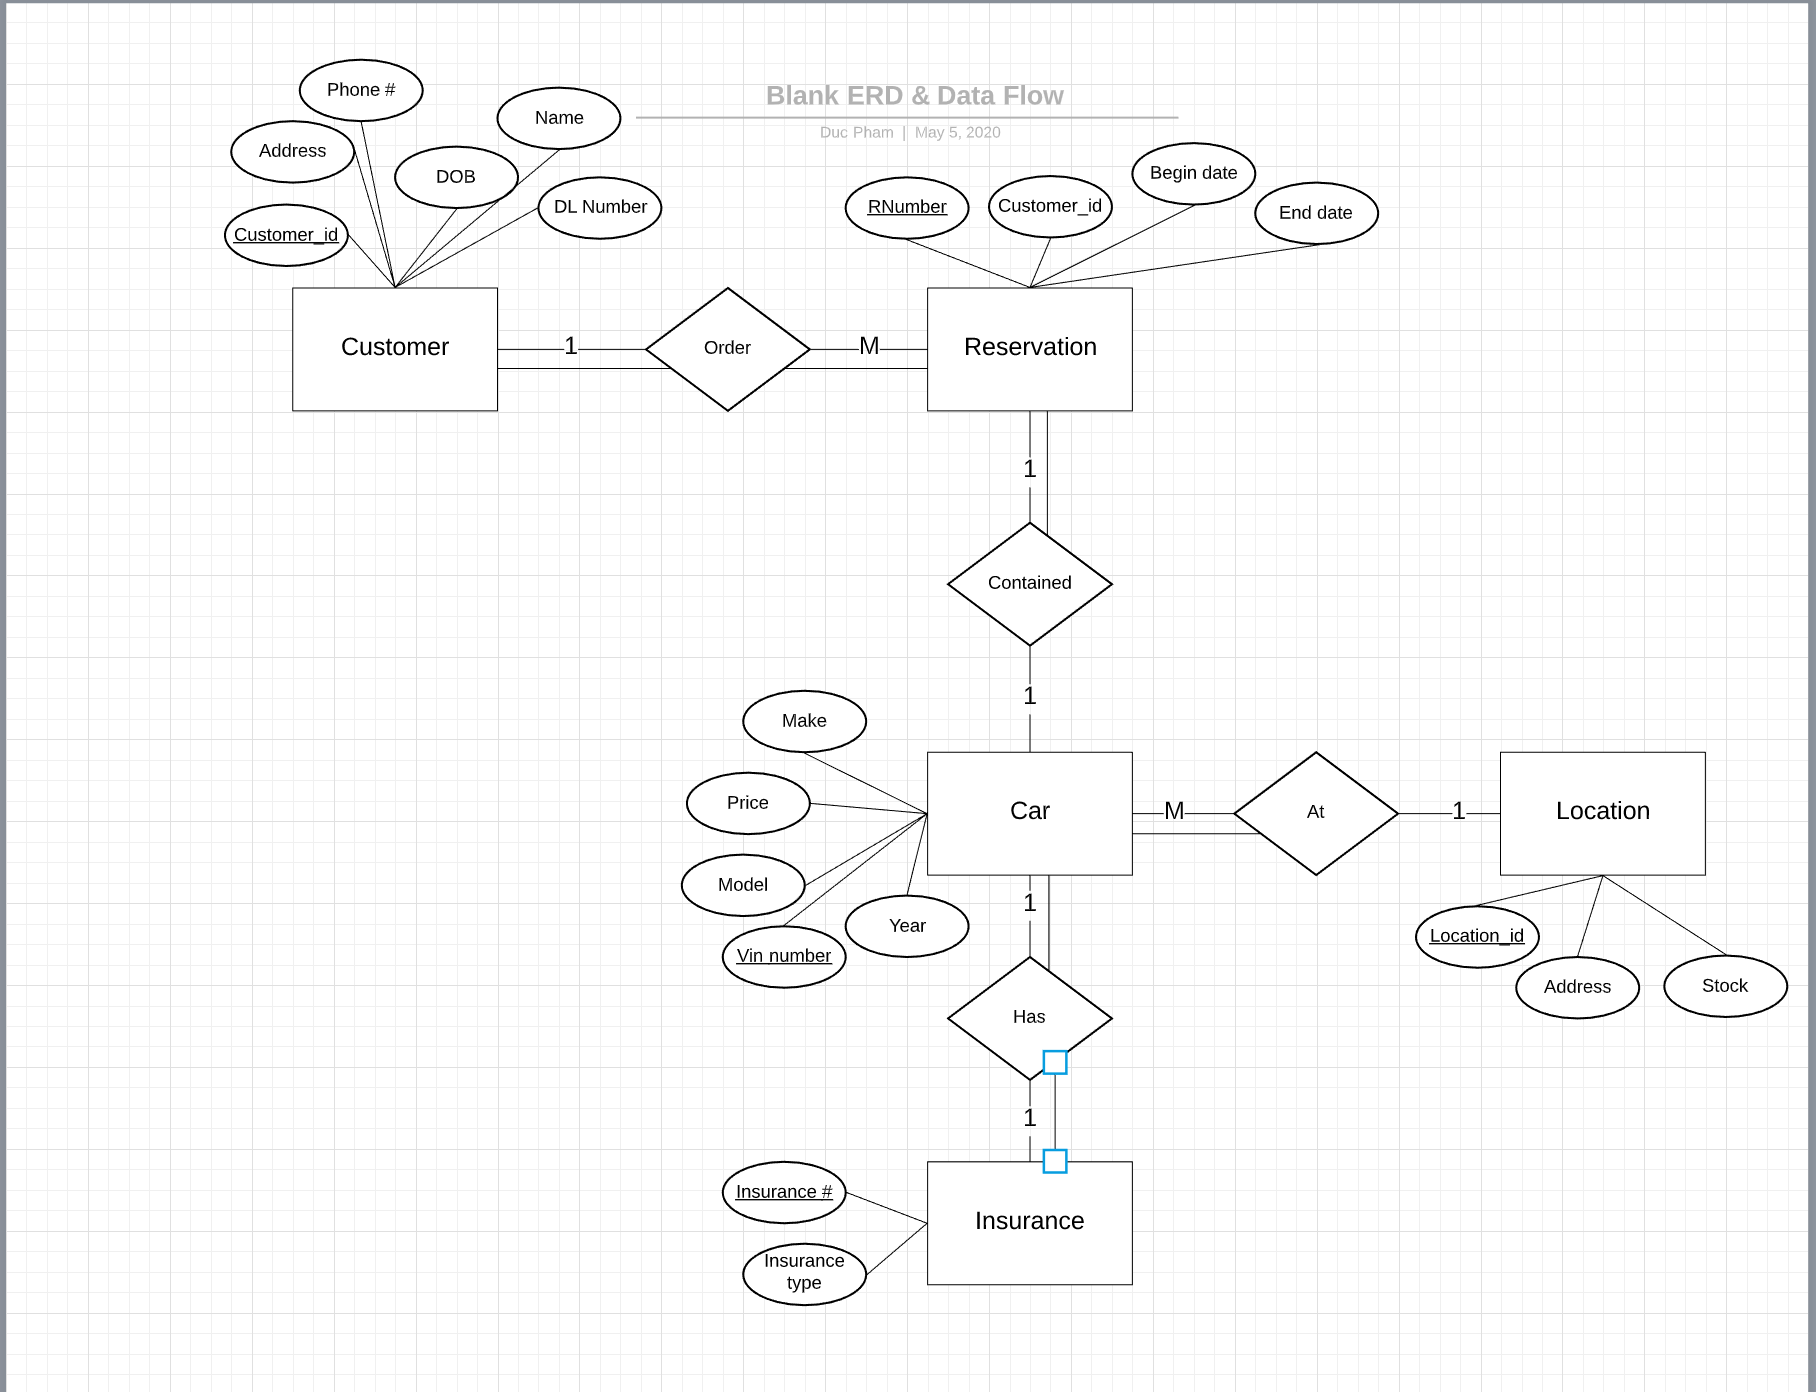 Blank ERD & Data Flow
Duc Pham | May 5, 2020
Phone #
Name
Address
DOB
DL Number
Customer_id
RNumber
Customer_id
Begin date
End date
Customer
1
Order
M
Reservation
1
Contained
1
Make
Price
Model
Vin number
Year
Car
M
At
1
Location
Location_id
Address
Stock
1
Has
1
Insurance #
Insurance
type
Insurance